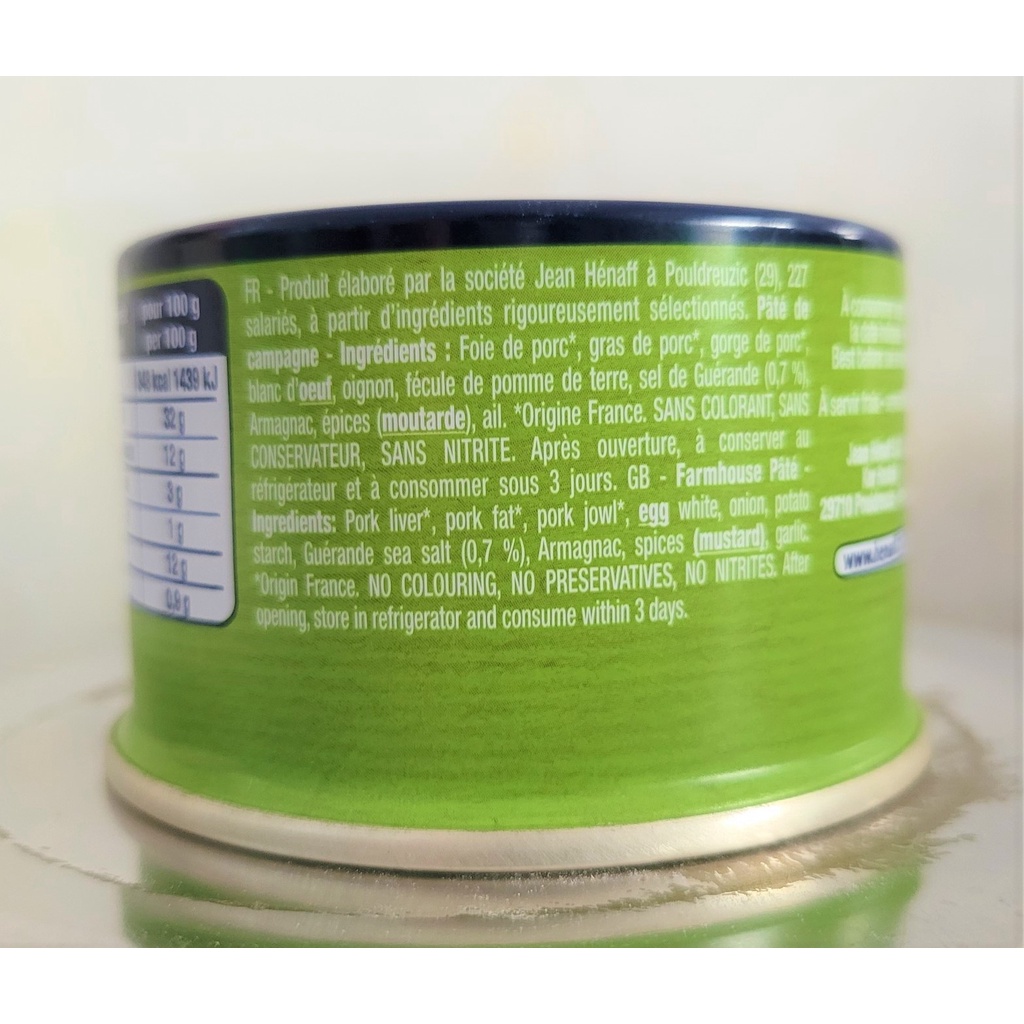 pour 100 g
per 100 g
1439 kJ
32 g
12 g
3 g
1 g
12 g
0,9 g
FR - Produit élaboré par la société Jean Hénaff à Pouldreuzic (29), 227
salariés, à partir d'ingrédients rigoureusement sélectionnés. Pâté de
campagne - Ingrédients : Foie de porc*, gras de porc*, gorge de porc*,
blanc d'oeuf, oignon, fécule de pomme de terre, sel de Guérande (0,7 %),
Armagnac, épices (moutarde), ail. *Origine France. SANS COLORANT, SANS
CONSERVATEUR, SANS NITRITE. Après ouverture, à conserver au
réfrigérateur et à consommer sous 3 jours. GB - Farmhouse Pâté -
Ingredients: Pork liver*, pork fat*, pork jowl*, egg white, onion, potato
starch, Guérande sea salt (0,7 %), Armagnac, spices (mustard), garlic.
*Origin France. NO COLOURING, NO PRESERVATIVES, NO NITRITES. After
opening, store in refrigerator and consume within 3 days.
À
Best
À servir
Jean
29710